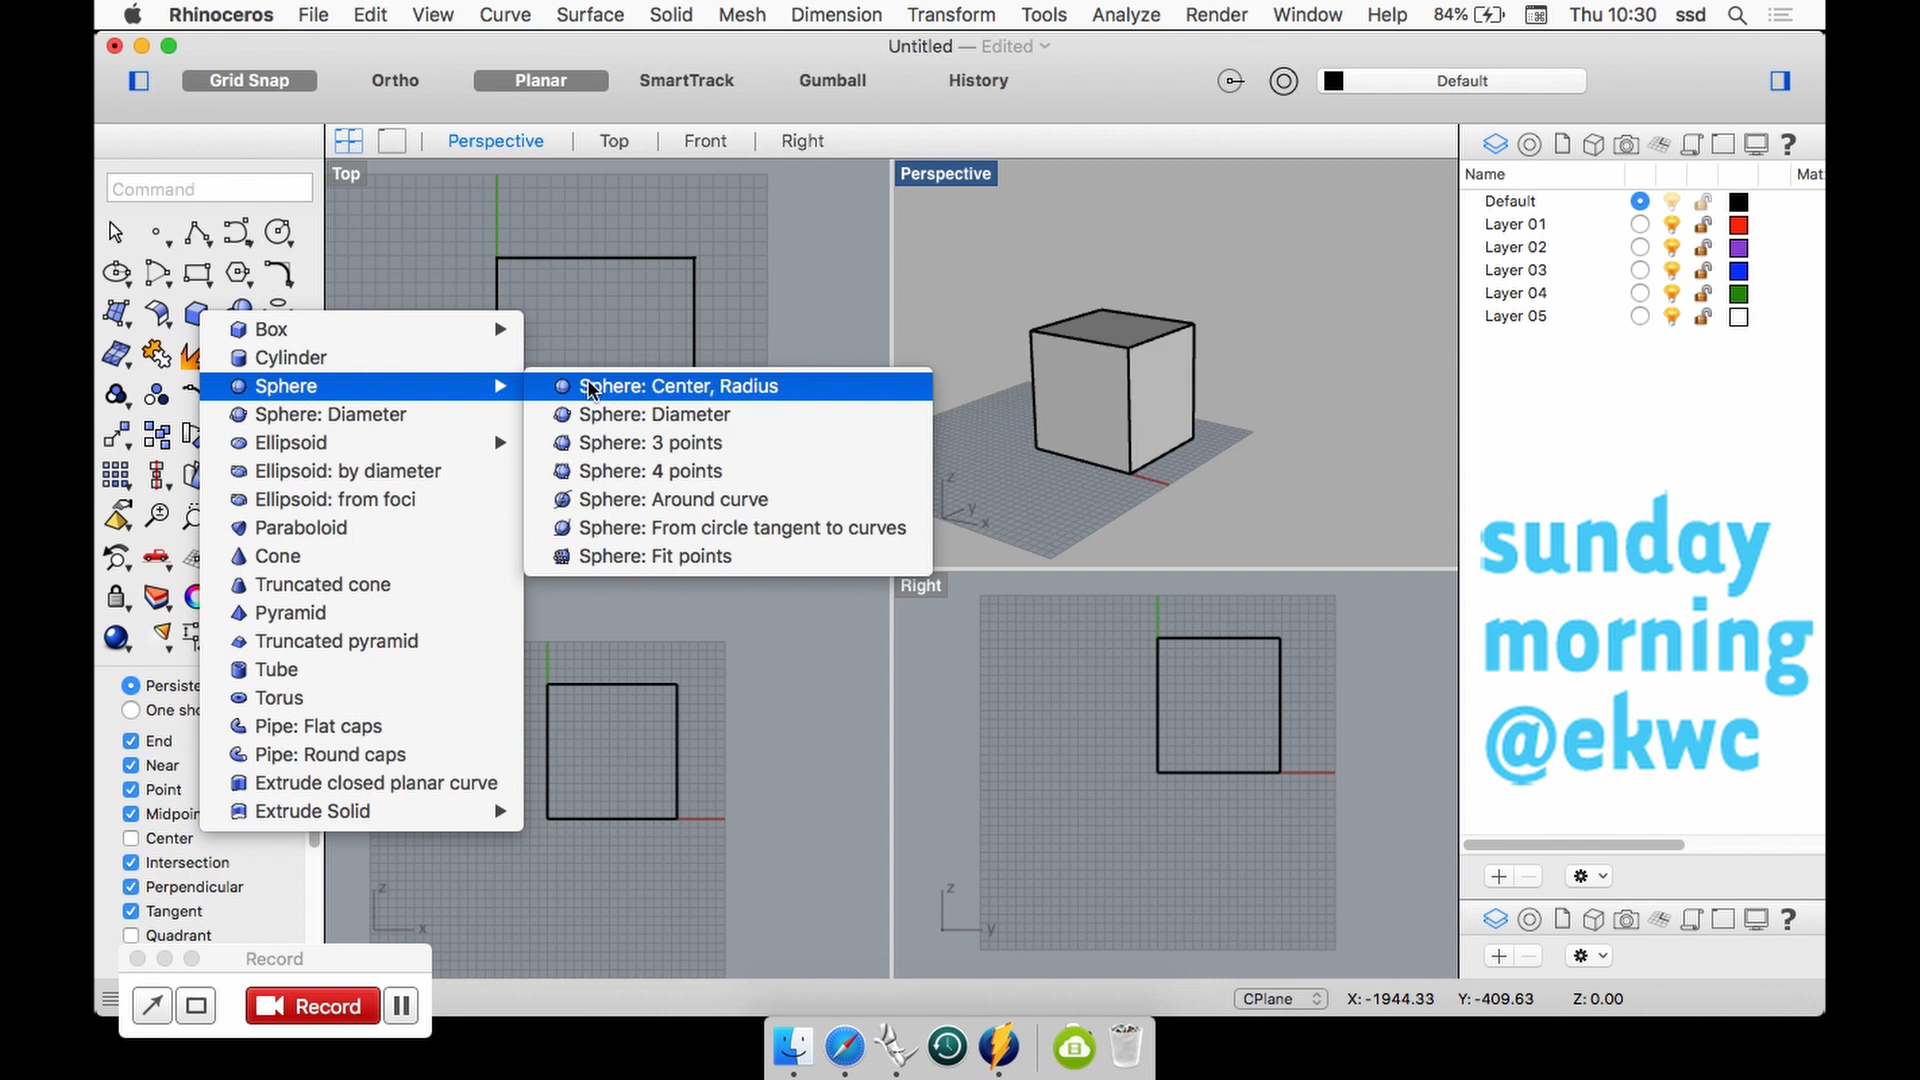 Rhinoceros File Edit View Curve Surface Solid Mesh Dimension Transform Tools Analyze Render Window Help 84% Thu 10:30 ssd
Untitled — Edited
Grid Snap Ortho Planar SmartTrack Gumball History Default
Perspective Top Front Right
Command
Top
Perspective
Right
Box
Cylinder
Sphere
Sphere: Diameter
Ellipsoid
Ellipsoid: by diameter
Ellipsoid: from foci
Paraboloid
Cone
Truncated cone
Pyramid
Truncated pyramid
Tube
Torus
Pipe: Flat caps
Pipe: Round caps
Extrude closed planar curve
Extrude Solid
Sphere: Center, Radius
Sphere: Diameter
Sphere: 3 points
Sphere: 4 points
Sphere: Around curve
Sphere: From circle tangent to curves
Sphere: Fit points
z
y
x
z
x
z
y
Persiste
One sho
End
Near
Point
Midpoin
Center
Intersection
Perpendicular
Tangent
Quadrant
Record
Record
Name Mat
Default
Layer 01
Layer 02
Layer 03
Layer 04
Layer 05
sunday
morning
@ekwc
CPlane X: -1944.33 Y: -409.63 Z: 0.00